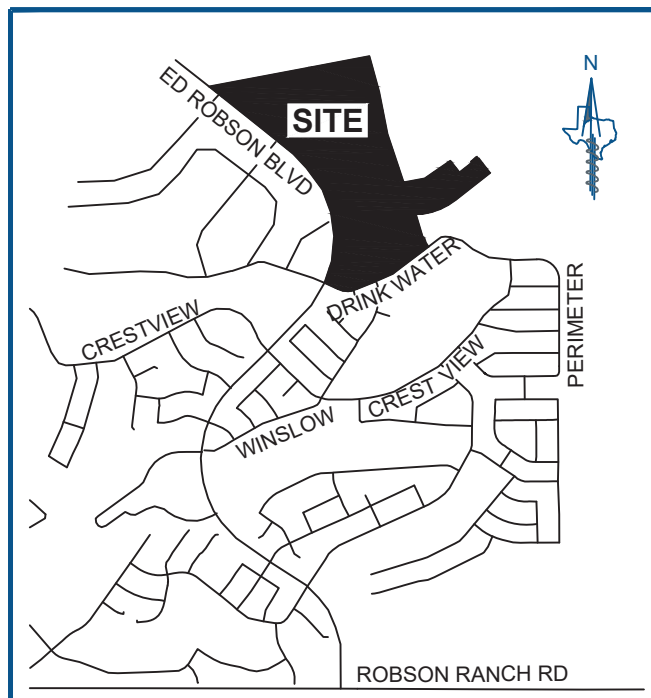 N
ED ROBSON BLVD
SITE
DRINK WATER
PERIMETER
CRESTVIEW
CREST VIEW
WINSLOW
ROBSON RANCH RD